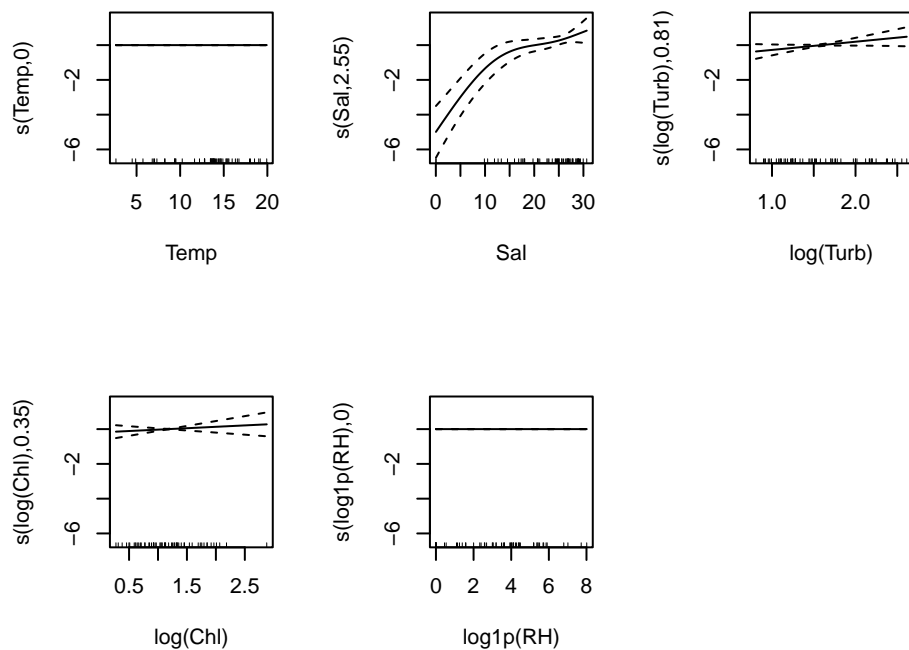 s(Temp,0)
-2
-6
5 10 15 20
Temp
s(Sal,2.55)
-2
-6
0 10 20 30
Sal
s(log(Turb),0.81)
-2
-6
1.0 2.0
log(Turb)
s(log(Chl),0.35)
-2
-6
0.5 1.5 2.5
log(Chl)
s(log1p(RH),0)
-2
-6
0 2 4 6 8
log1p(RH)